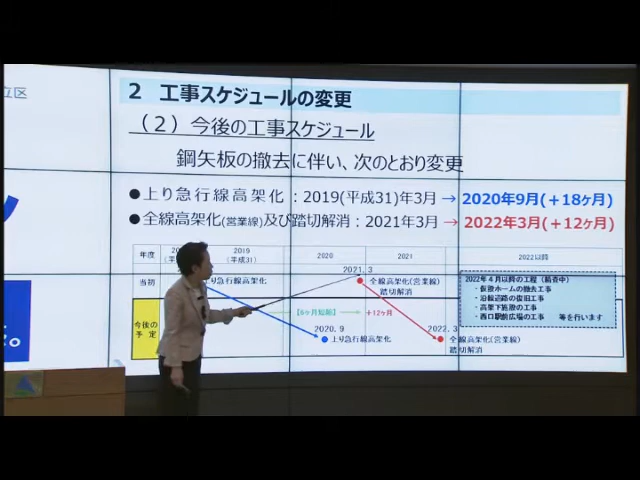 立区
2 工事スケジュールの変更
(2)今後の工事スケジュール
鋼矢板の撤去に伴い、次のとおり変更
●上り急行線高架化:2019(平成31)年3月→2020年9月(+18ヶ月)
●全線高架化(営業線)及び踏切解消:2021年3月→2022年3月(+12ヶ月)
年度
2019
(平成31)
2020
2021
2022以降
当初
上り急行線高架化
2021.3
全線高架化(営業線)
踏切解消
今後の
予定
【6ヶ月短縮】
+12ヶ月
2020.9
上り急行線高架化
2022.3
全線高架化(営業線)
踏切解消
2022年4月以降の工程(精査中)
・仮設ホームの撤去工事
・沿線道路の復旧工事
・高架下施設の工事
・西口駅前広場の工事 等を行います